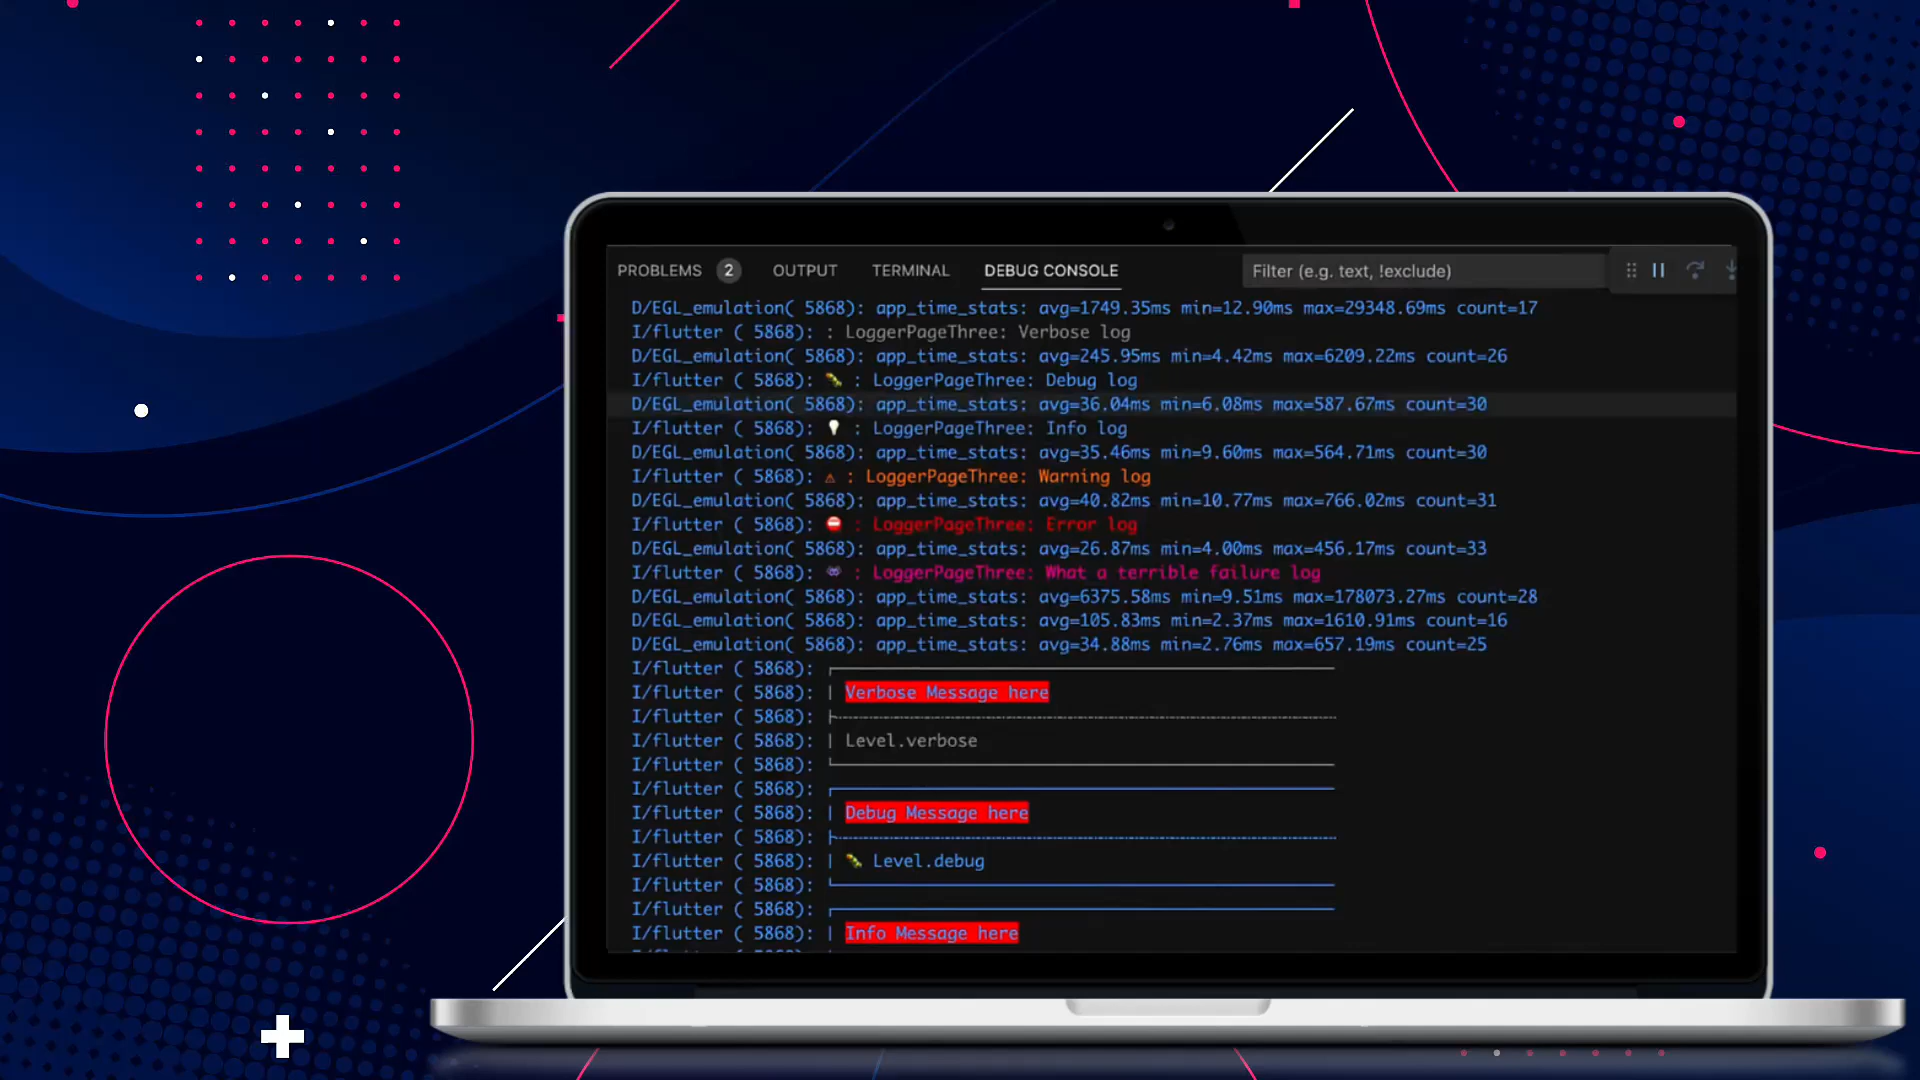 PROBLEMS 2 OUTPUT TERMINAL DEBUG CONSOLE Filter (e.g. text, !exclude)
D/EGL_emulation( 5868): app_time_stats: avg=1749.35ms min=12.90ms max=29348.69ms count=17
I/flutter ( 5868): : LoggerPageThree: Verbose log
D/EGL_emulation( 5868): app_time_stats: avg=245.95ms min=4.42ms max=6209.22ms count=26
I/flutter ( 5868): 🐛 : LoggerPageThree: Debug log
D/EGL_emulation( 5868): app_time_stats: avg=36.04ms min=6.08ms max=587.67ms count=30
I/flutter ( 5868): 💡 : LoggerPageThree: Info log
D/EGL_emulation( 5868): app_time_stats: avg=35.46ms min=9.60ms max=564.71ms count=30
I/flutter ( 5868): ⚠ : LoggerPageThree: Warning log
D/EGL_emulation( 5868): app_time_stats: avg=40.82ms min=10.77ms max=766.02ms count=31
I/flutter ( 5868): ⛔ : LoggerPageThree: Error log
D/EGL_emulation( 5868): app_time_stats: avg=26.87ms min=4.00ms max=456.17ms count=33
I/flutter ( 5868): 👾 : LoggerPageThree: What a terrible failure log
D/EGL_emulation( 5868): app_time_stats: avg=6375.58ms min=9.51ms max=178073.27ms count=28
D/EGL_emulation( 5868): app_time_stats: avg=105.83ms min=2.37ms max=1610.91ms count=16
D/EGL_emulation( 5868): app_time_stats: avg=34.88ms min=2.76ms max=657.19ms count=25
I/flutter ( 5868):
I/flutter ( 5868): | Verbose Message here
I/flutter ( 5868):
I/flutter ( 5868): | Level.verbose
I/flutter ( 5868):
I/flutter ( 5868):
I/flutter ( 5868): | Debug Message here
I/flutter ( 5868):
I/flutter ( 5868): | 🐛 Level.debug
I/flutter ( 5868):
I/flutter ( 5868):
I/flutter ( 5868): | Info Message here